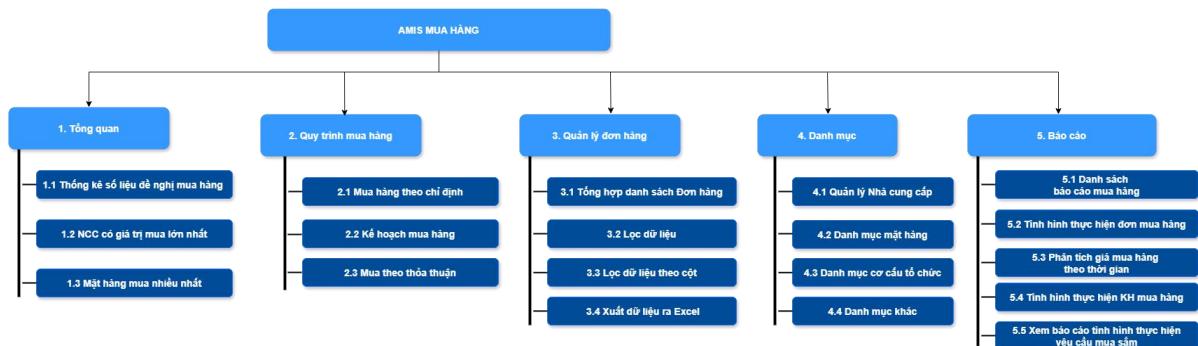 AMIS MUA HÀNG
1. Tổng quan
1.1 Thống kê số liệu đề nghị mua hàng
1.2 NCC có giá trị mua lớn nhất
1.3 Mặt hàng mua nhiều nhất
2. Quy trình mua hàng
2.1 Mua hàng theo chỉ định
2.2 Kế hoạch mua hàng
2.3 Mua theo thỏa thuận
3. Quản lý đơn hàng
3.1 Tổng hợp danh sách Đơn hàng
3.2 Lọc dữ liệu
3.3 Lọc dữ liệu theo cột
3.4 Xuất dữ liệu ra Excel
4. Danh mục
4.1 Quản lý Nhà cung cấp
4.2 Danh mục mặt hàng
4.3 Danh mục cơ cấu tổ chức
4.4 Danh mục khác
5. Báo cáo
5.1 Danh sách
báo cáo mua hàng
5.2 Tình hình thực hiện đơn mua hàng
5.3 Phân tích giá mua hàng
theo thời gian
5.4 Tình hình thực hiện KH mua hàng
5.5 Xem báo cáo tình hình thực hiện
yêu cầu mua sắm